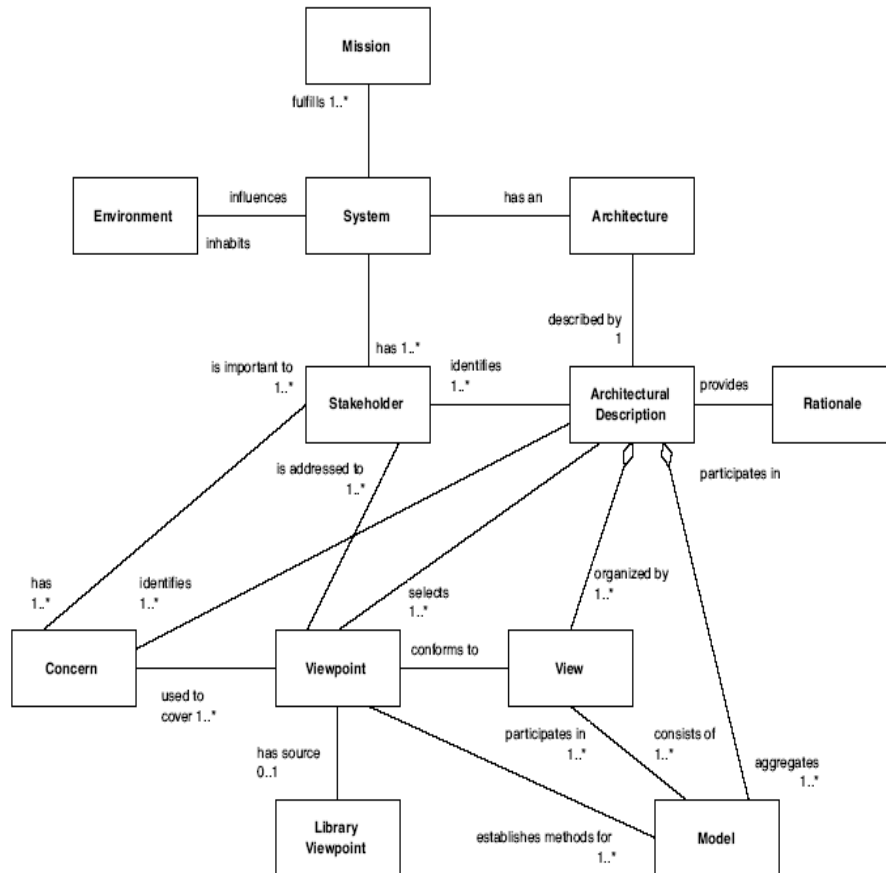 Mission
fulfills 1..*
Environment
influences
inhabits
System
has an
Architecture
described by
1
has 1..*
is important to
1..*
identifies
1..*
Stakeholder
Architectural
Description
provides
Rationale
is addressed to
1..*
participates in
has
1..*
identifies
1..*
selects
1..*
organized by
1..*
Concern
Viewpoint
conforms to
View
used to
cover 1..*
has source
0..1
participates in
1..*
consists of
1..*
aggregates
1..*
Library
Viewpoint
establishes methods for
1..*
Model